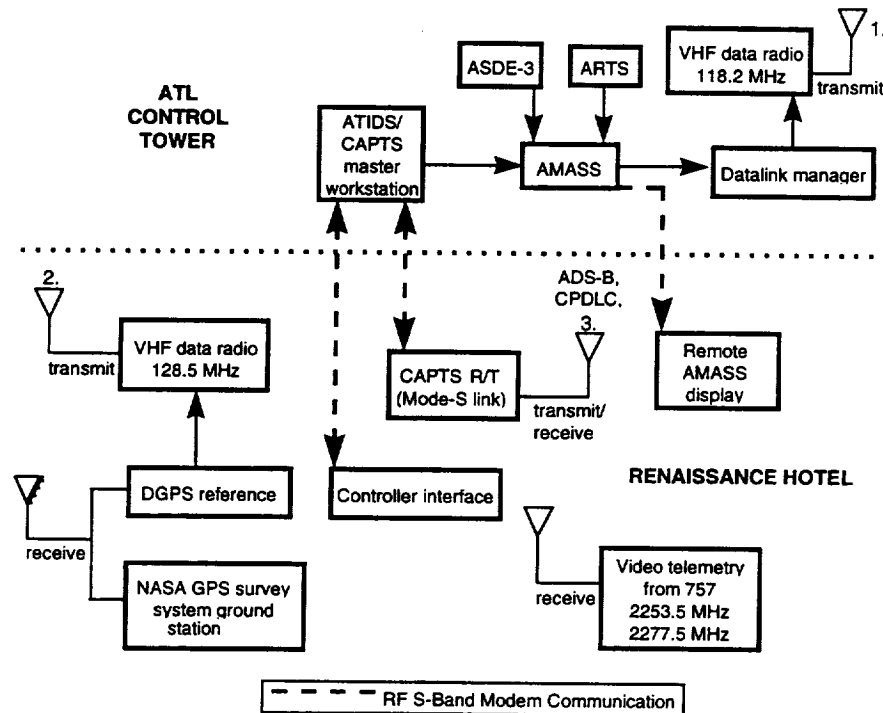 1.
VHF data radio
118.2 MHz
transmit
ASDE-3
ARTS
ATL
CONTROL
TOWER
ATIDS/
CAPTS
master
workstation
AMASS
Datalink manager
2.
VHF data radio
128.5 MHz
transmit
ADS-B,
CPDLC,
3.
CAPTS R/T
(Mode-S link)
transmit/
receive
Remote
AMASS
display
DGPS reference
receive
Controller interface
RENAISSANCE HOTEL
NASA GPS survey
system ground
station
receive
Video telemetry
from 757
2253.5 MHz
2277.5 MHz
RF S-Band Modem Communication